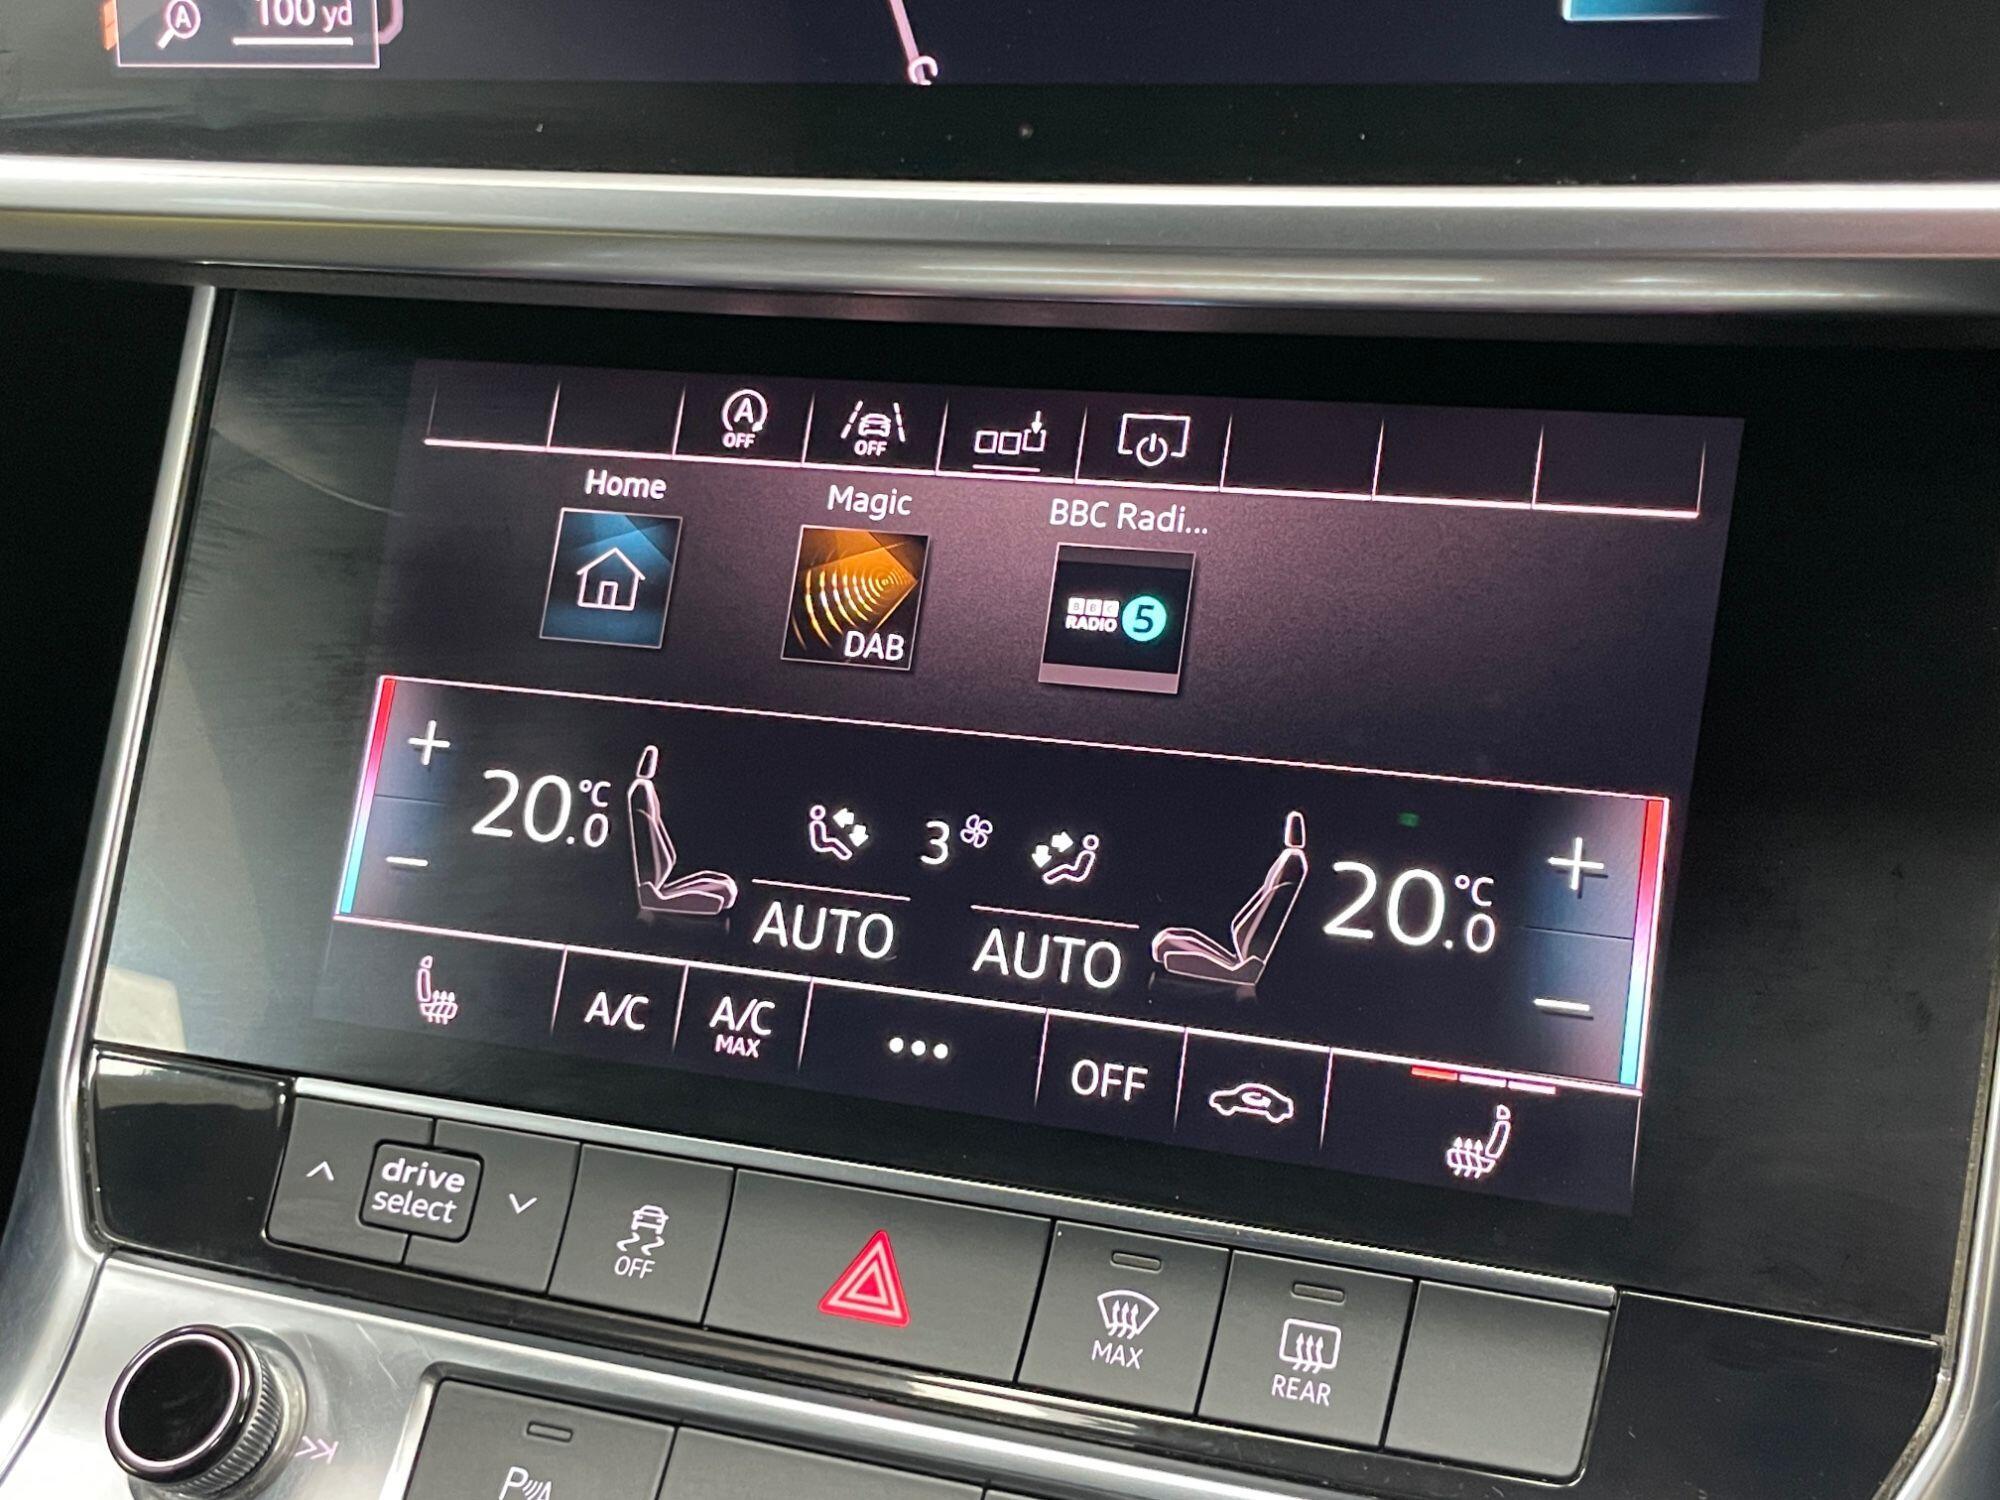 A
100 yd
A
OFF
OFF
Home
Magic
BBC Radi...
DAB
BBC
RADIO 5
+
20.0 °C
−
3
20.0 °C
+
−
AUTO
AUTO
A/C
A/C
MAX
•••
OFF
drive
select
OFF
MAX
REAR
P